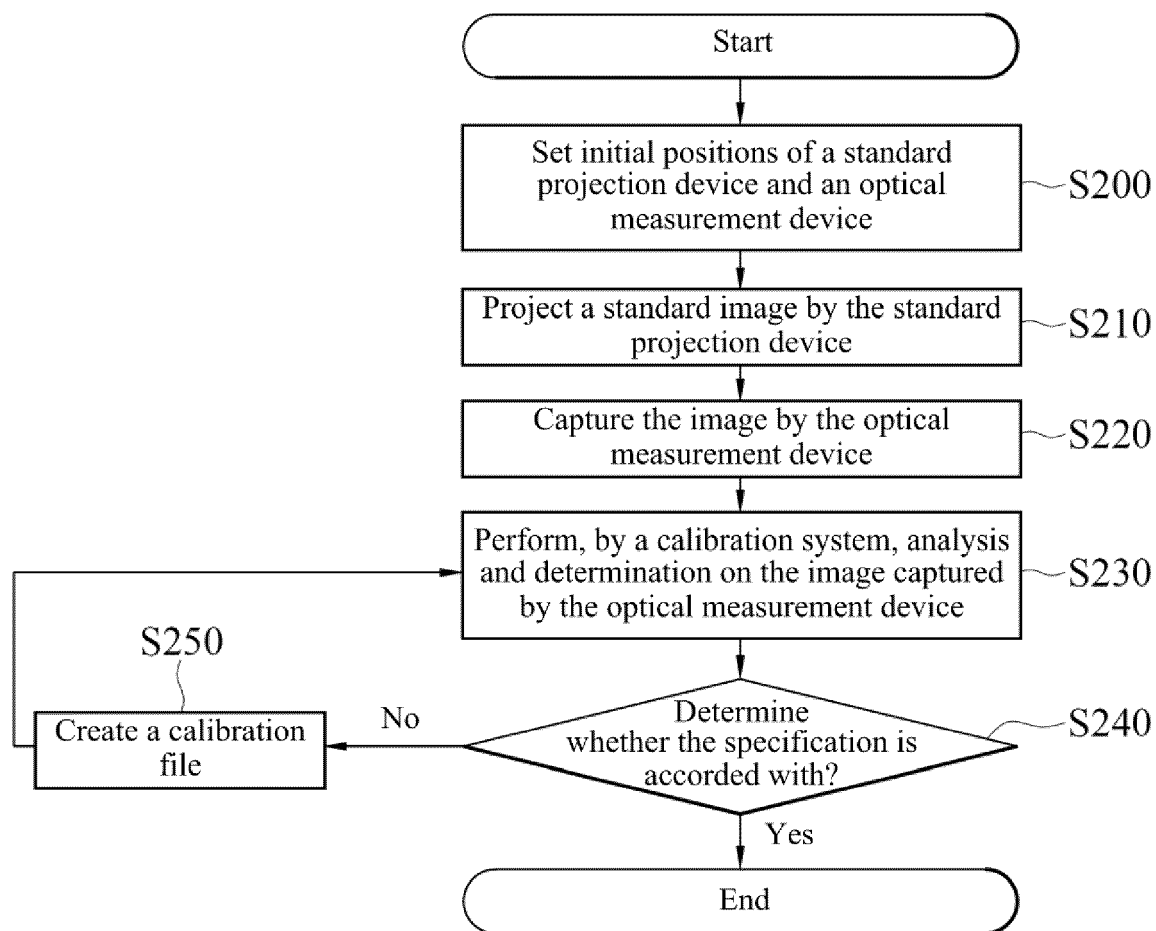 Start
Set initial positions of a standard
projection device and an optical
measurement device
S200
Project a standard image by the standard
projection device
S210
Capture the image by the optical
measurement device
S220
Perform, by a calibration system, analysis
and determination on the image captured
by the optical measurement device
S230
S250
Create a calibration
file
No
Determine
whether the specification is
accorded with?
S240
Yes
End